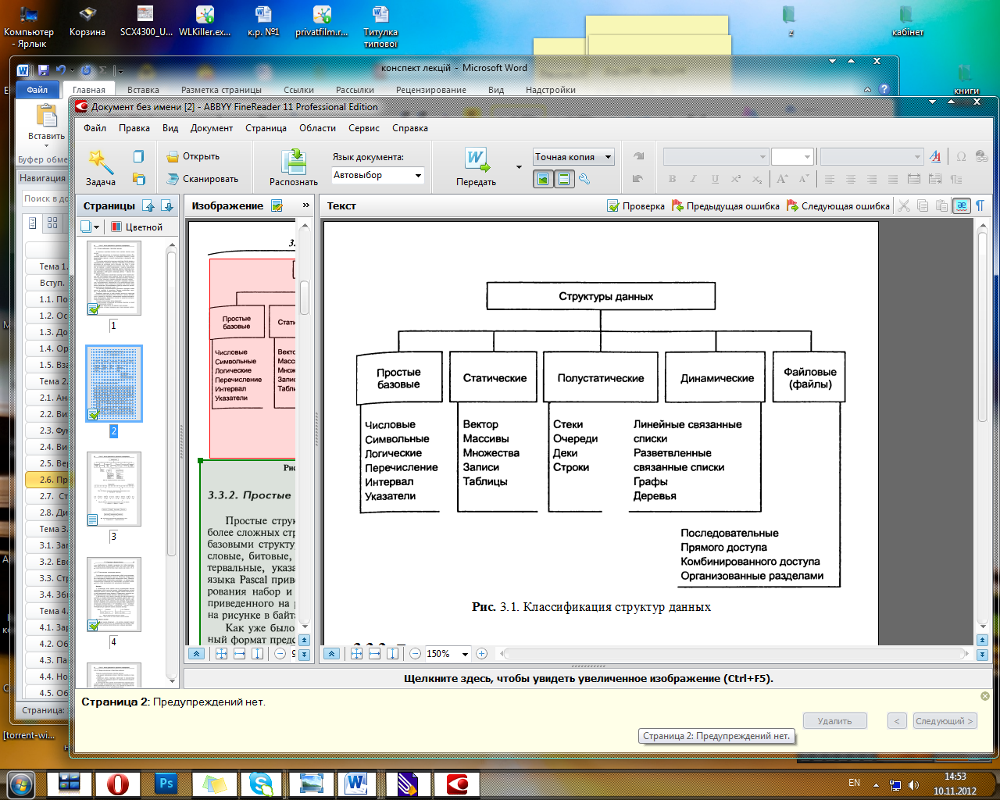 Компьютер - Ярлык
Корзина
SCX4300_U...
WLKiller.ex...
к.р. №1
privatfilm.r...
Титулка типової
z
кабінет
книги
конспект лекцій - Microsoft Word
Файл Главная Вставка Разметка страницы Ссылки Рассылки Рецензирование Вид Надстройки
Вставить
Буфер обме
Навигация
Поиск в до
Тема 1.
Вступ.
1.1. По
1.2. Ос
1.3. До
1.4. Ор
1.5. Вза
Тема 2.
2.1. Ан
2.2. Ви
2.3. Фун
2.4. Ви
2.5. Вер
2.6. Пр
2.7. Ст
2.8. Ди
Тема 3.
3.1. Заг
3.2. Ево
3.3. Стр
3.4. Збі
Тема 4.
4.1. Зар
4.2. Об
4.3. Па
4.4. Но
4.5. Об
Страница:
[torrent-wi...
Документ без имени [2] - ABBYY FineReader 11 Professional Edition
Файл Правка Вид Документ Страница Области Сервис Справка
Задача
Открыть
Сканировать
Распознать
Язык документа:
Автовыбор
Передать
Точная копия
Страницы
Цветной
1
2
3
4
Изображение »
3.
Простые базовые
Стати
Числовые
Символьные
Логические
Перечисление
Интервал
Указатели
Векто
Масс
Множ
Запис
Табли
Рис
3.3.2. Простые
Простые струк
более сложных стр
базовыми структу
словые, битовые,
тервальные, указа
языка Pascal приве
рования набор и
приведенного на р
на рисунке в байта
Как уже было
ный формат предс
Текст
Проверка Предыдущая ошибка Следующая ошибка
Структуры данных
Простые базовые
Статические
Полустатические
Динамические
Файловые (файлы)
Числовые
Символьные
Логические
Перечисление
Интервал
Указатели
Вектор
Массивы
Множества
Записи
Таблицы
Стеки
Очереди
Деки
Строки
Линейные связанные
списки
Разветвленные
связанные списки
Графы
Деревья
Последовательные
Прямого доступа
Комбинированного доступа
Организованные разделами
Рис. 3.1. Классификация структур данных
150%
Щелкните здесь, чтобы увидеть увеличенное изображение (Ctrl+F5).
Страница 2: Предупреждений нет.
Удалить < Следующий >
Страница 2: Предупреждений нет.
EN
14:53
10.11.2012